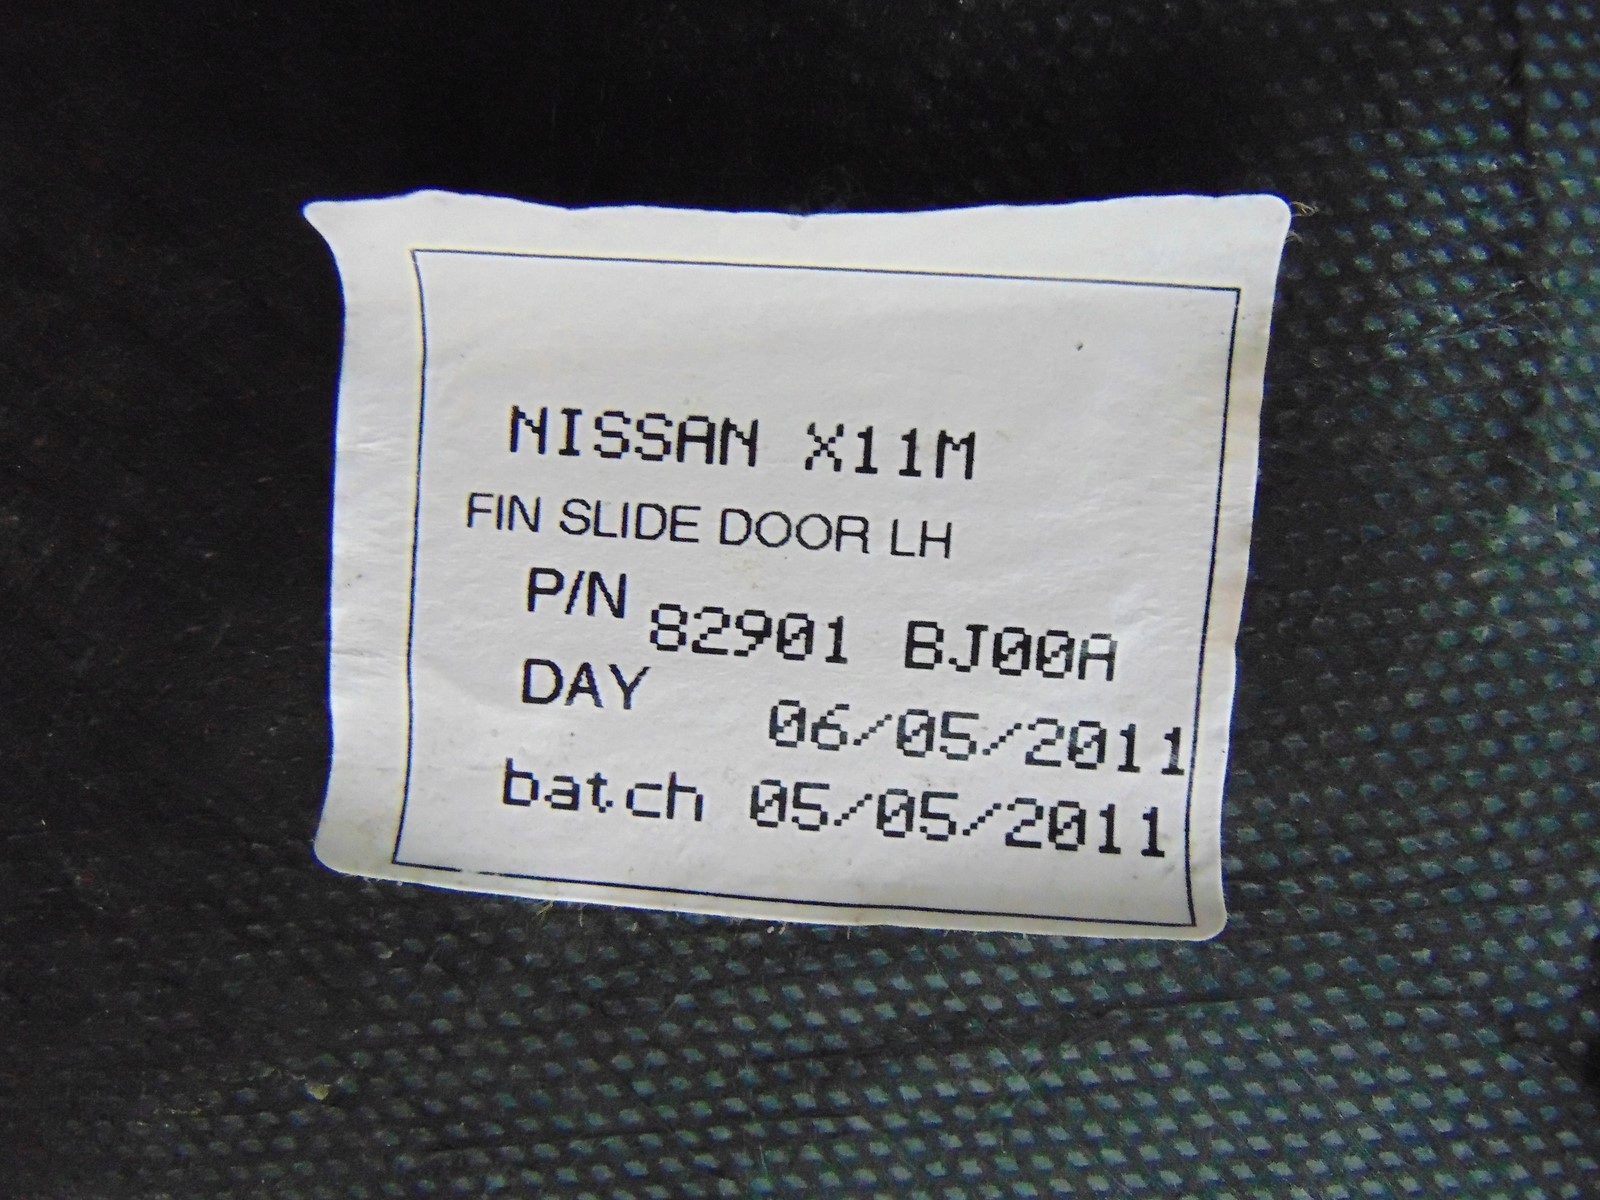 NISSAN X11M
FIN SLIDE DOOR LH
P/N 82901 BJ00A
DAY 06/05/2011
batch 05/05/2011